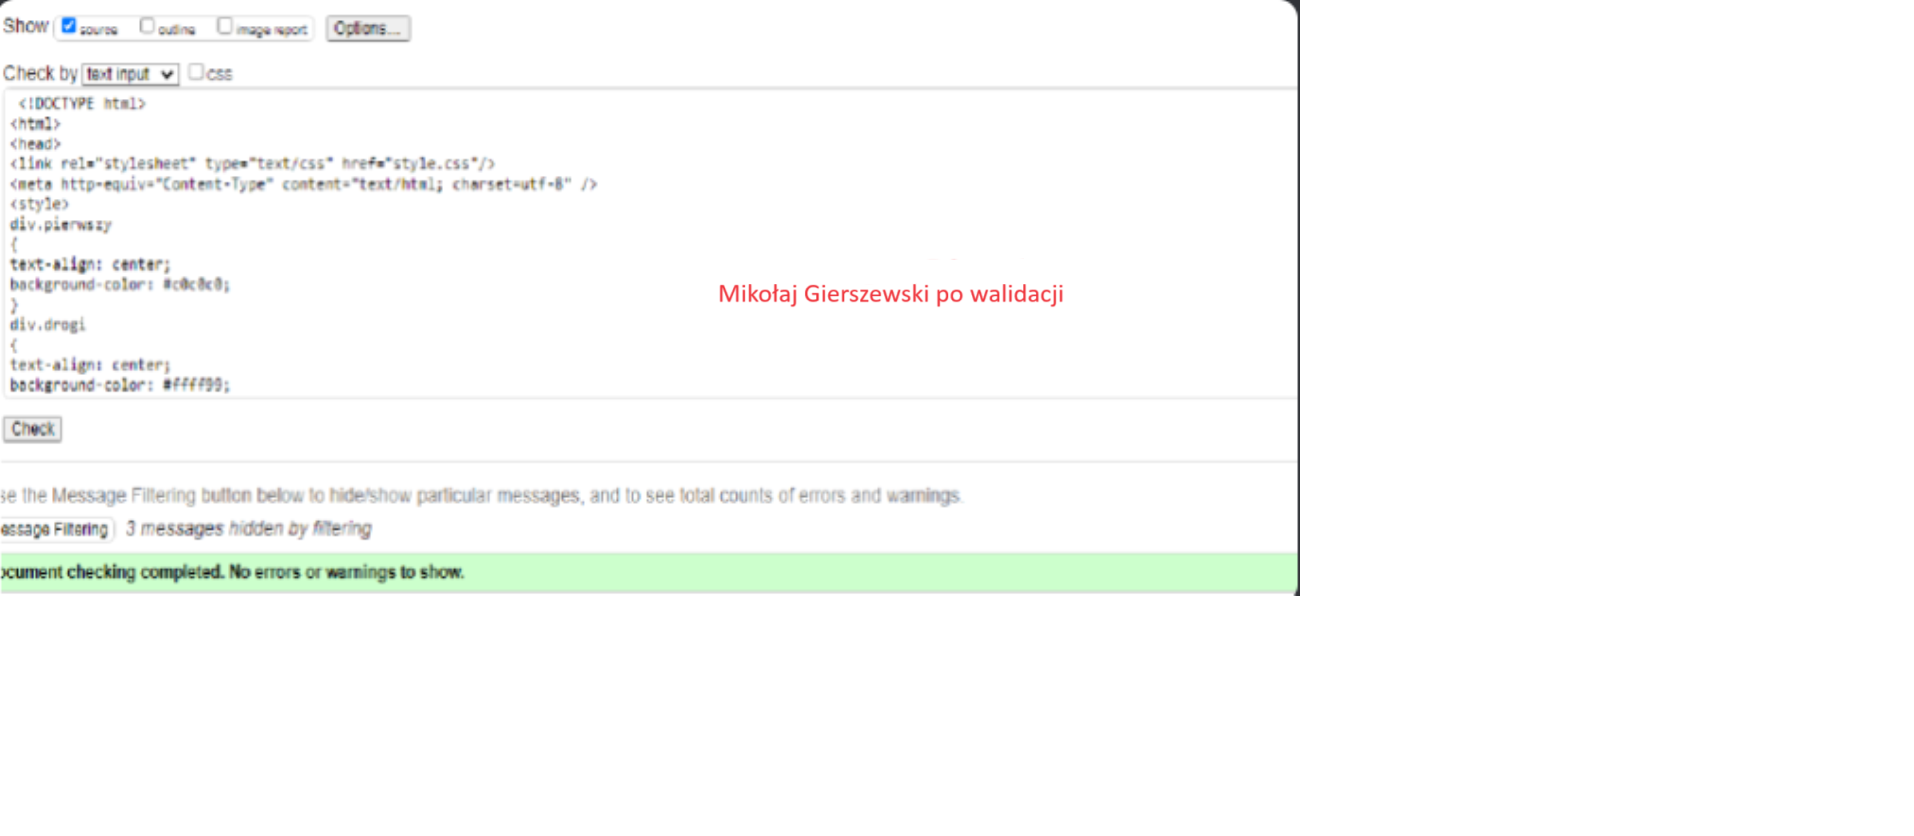 Show source outline image report Options...
Check by text input css
<!DOCTYPE html>
<html>
<head>
<link rel="stylesheet" type="text/css" href="style.css"/>
<meta http-equiv="Content-Type" content="text/html; charset=utf-8" />
<style>
div.pierwszy
{
text-align: center;
background-color: #c0c0c0;
}
div.drogi
{
text-align: center;
background-color: #ffff99;
Mikołaj Gierszewski po walidacji
Check
se the Message Filtering button below to hide/show particular messages, and to see total counts of errors and warnings.
essage Filtering 3 messages hidden by filtering
ocument checking completed. No errors or warnings to show.